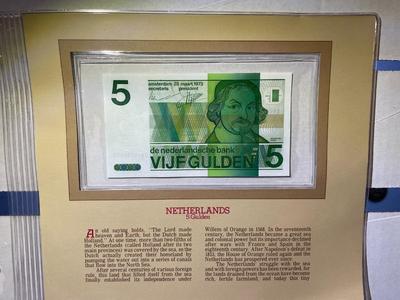 amsterdam 28 maart 1973
secretaris president
5
de nederlandsche bank
VIJF GULDEN
5
NETHERLANDS
5 Gulden
An old saying holds, "The Lord made
heaven and Earth, but the Dutch made
Holland." At one time, more than two-fifths of
the Netherlands (called Holland after its two
main provinces) was covered by the sea, so the
Dutch actually created their homeland by
pumping the water out into a series of canals
that flow into the North Sea.
After several centuries of various foreign
rule, this land that lifted itself from the sea
finally established its independence under
Willem of Orange in 1568. In the seventeenth
century, the Netherlands became a great sea
and colonial power but its importance declined
after wars with France and Spain in the
eighteenth century. After Napoleon's defeat in
1813, the House of Orange ruled again and the
Netherlands has prospered ever since.
The Netherlands' struggle with the sea
and with foreign powers has been rewarded, for
the lands drained from the ocean have become
rich, fertile farmland, and today this tiny